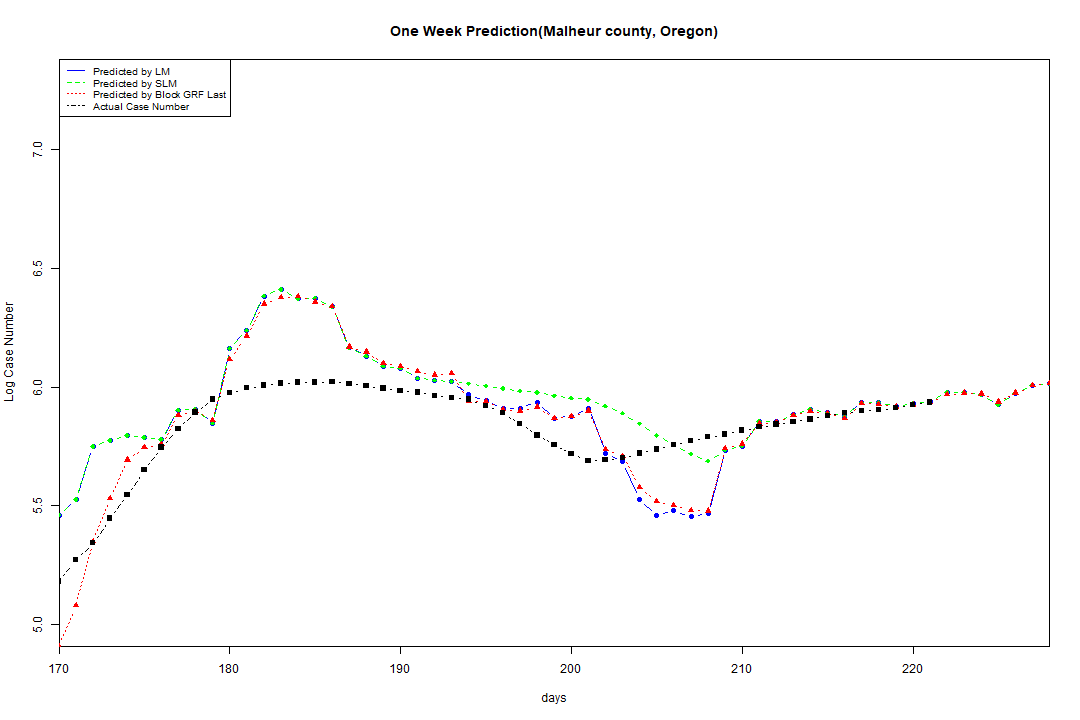 One Week Prediction(Malheur county, Oregon)
Predicted by LM
Predicted by SLM
Predicted by Block GRF Last
Actual Case Number
Log Case Number
7.0
6.5
6.0
5.5
5.0
170 180 190 200 210 220
days